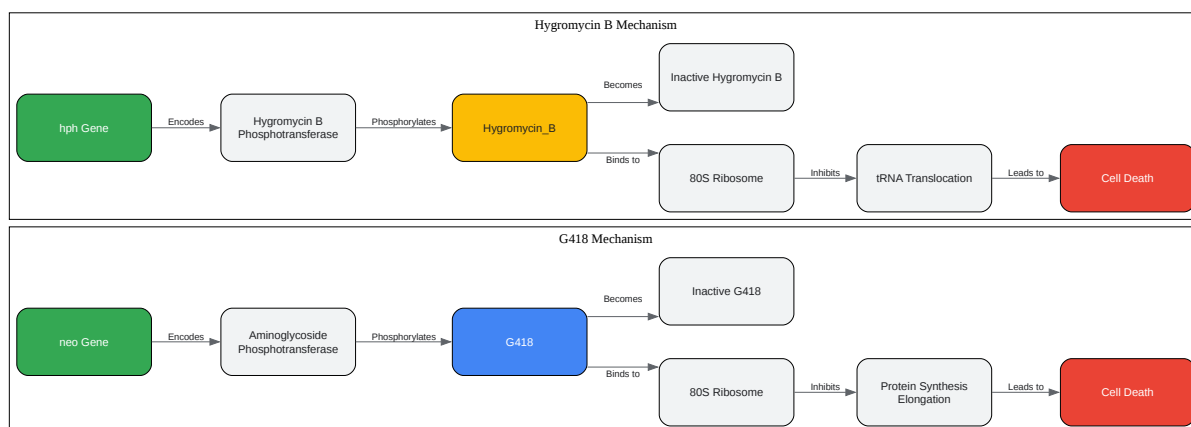 Hygromycin B Mechanism
hph Gene
Encodes
Hygromycin B
Phosphotransferase
Phosphorylates
Hygromycin_B
Becomes
Inactive Hygromycin B
Binds to
80S Ribosome
Inhibits
tRNA Translocation
Leads to
Cell Death
G418 Mechanism
neo Gene
Encodes
Aminoglycoside
Phosphotransferase
Phosphorylates
G418
Becomes
Inactive G418
Binds to
80S Ribosome
Inhibits
Protein Synthesis
Elongation
Leads to
Cell Death